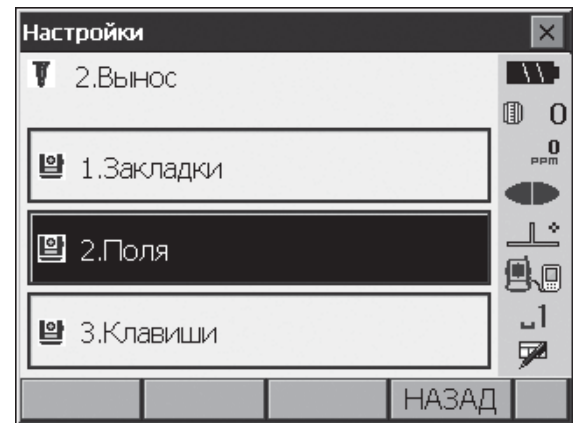 Настройки
2.Вынос
0
0
PPM
1.Закладки
2.Поля
3.Клавиши
1
НАЗАД